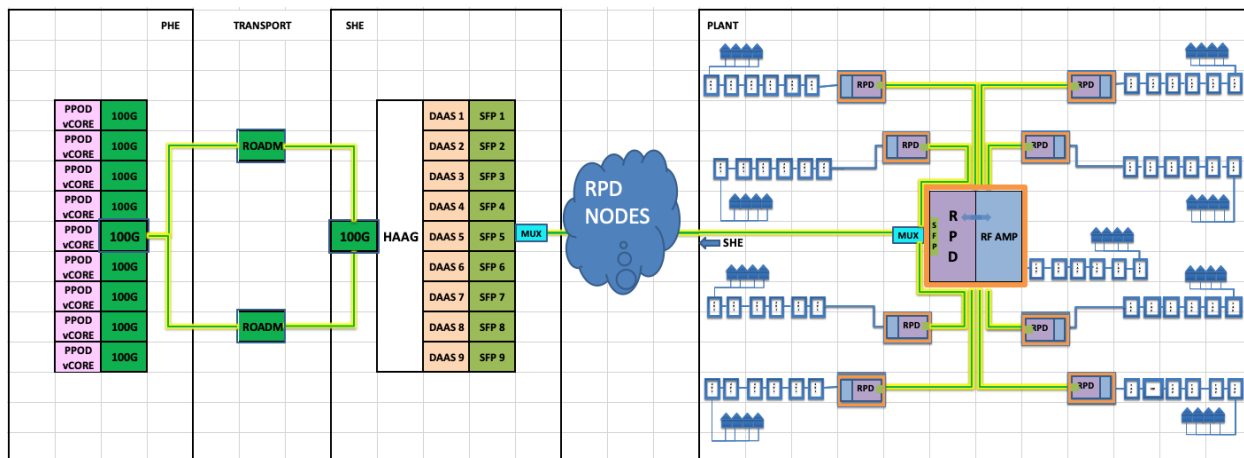 PHE
TRANSPORT
SHE
PLANT
PPOD vCORE 100G
PPOD vCORE 100G
PPOD vCORE 100G
PPOD vCORE 100G
PPOD vCORE 100G
PPOD vCORE 100G
PPOD vCORE 100G
PPOD vCORE 100G
PPOD vCORE 100G
ROADM
ROADM
100G
HAAG
DAAS 1 SFP 1
DAAS 2 SFP 2
DAAS 3 SFP 3
DAAS 4 SFP 4
DAAS 5 SFP 5
DAAS 6 SFP 6
DAAS 7 SFP 7
DAAS 8 SFP 8
DAAS 9 SFP 9
MUX
RPD
NODES
SHE
MUX
SFP
RPD
RF AMP
RPD
RPD
RPD
RPD
RPD
RPD
RPD
RPD